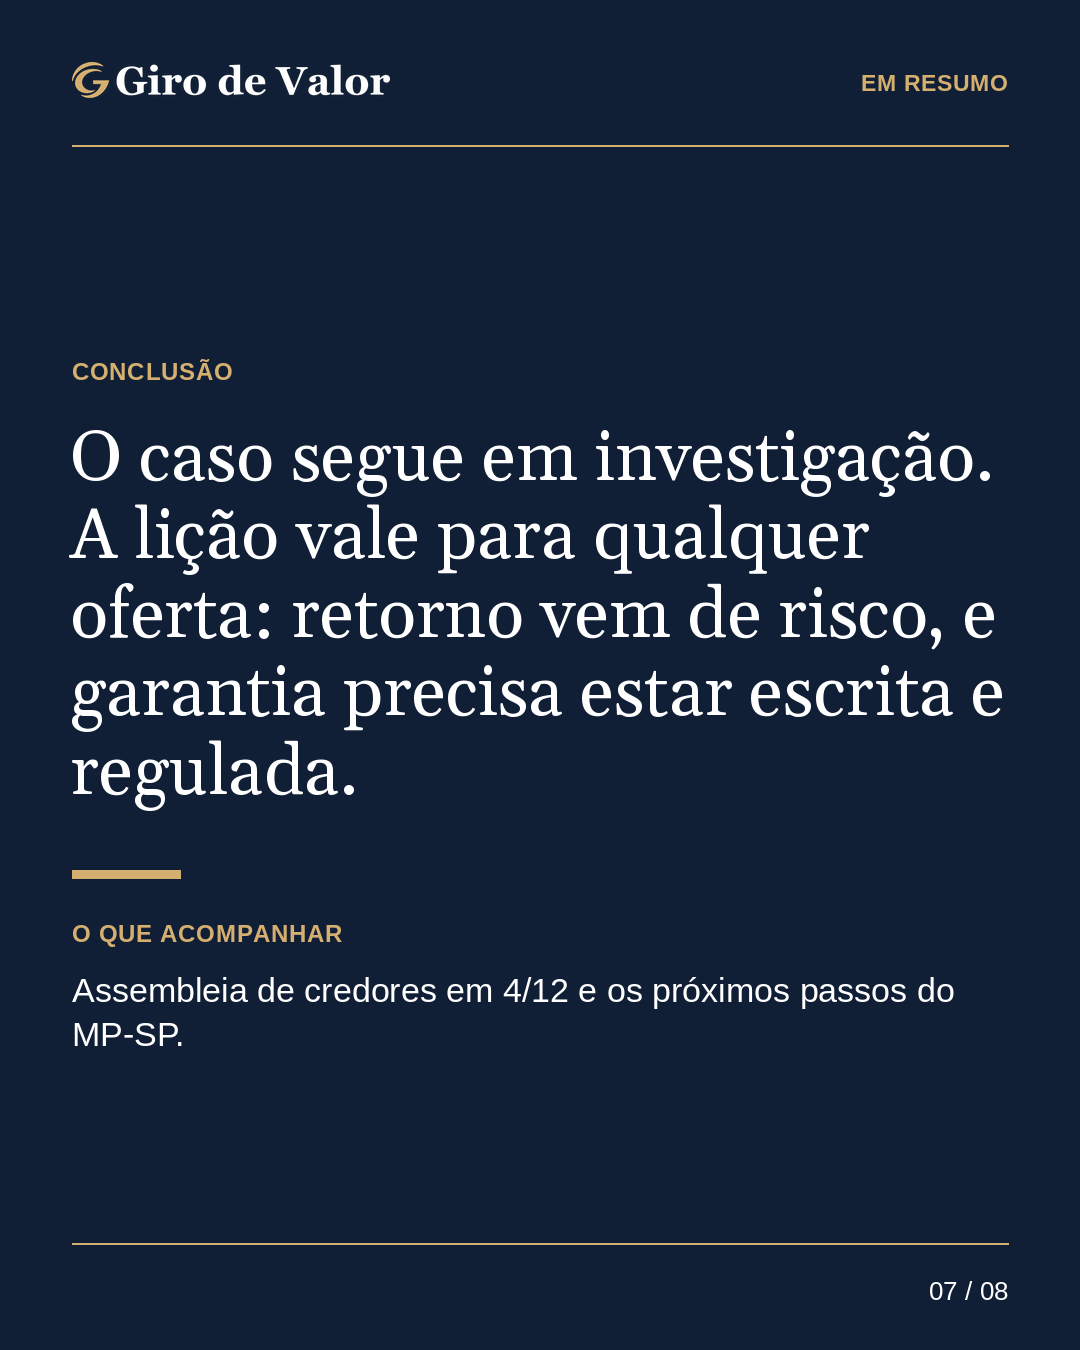 Giro de Valor
EM RESUMO
CONCLUSÃO
O caso segue em investigação.
A lição vale para qualquer
oferta: retorno vem de risco, e
garantia precisa estar escrita e
regulada.
O QUE ACOMPANHAR
Assembleia de credores em 4/12 e os próximos passos do
MP-SP.
07 / 08